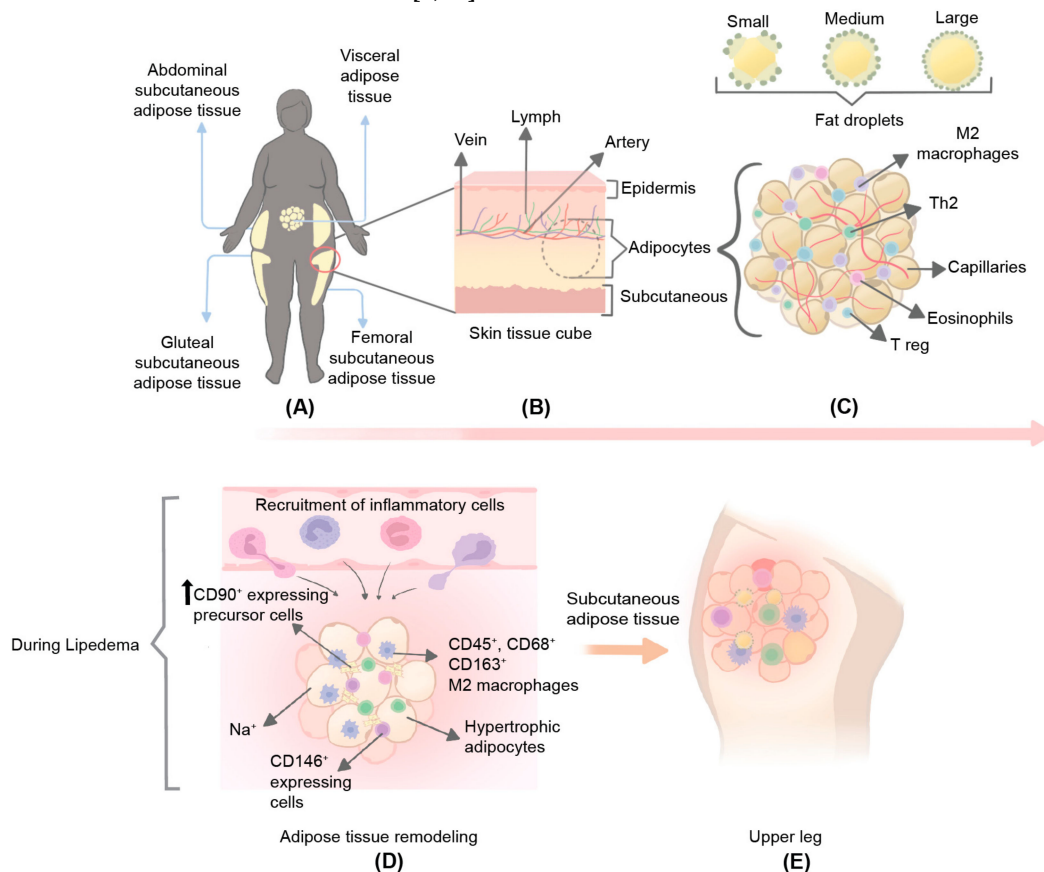 Small
Medium
Large
Fat droplets
Abdominal
subcutaneous
adipose tissue
Visceral
adipose
tissue
Gluteal
subcutaneous
adipose tissue
Femoral
subcutaneous
adipose tissue
(A)
Vein
Lymph
Artery
Epidermis
Adipocytes
Subcutaneous
Skin tissue cube
(B)
M2
macrophages
Th2
Capillaries
Eosinophils
T reg
(C)
During Lipedema
Recruitment of inflammatory cells
CD90⁺ expressing
precursor cells
CD45⁺, CD68⁺
CD163⁺
M2 macrophages
Na⁺
Hypertrophic
adipocytes
CD146⁺
expressing
cells
Adipose tissue remodeling
(D)
Subcutaneous
adipose tissue
Upper leg
(E)